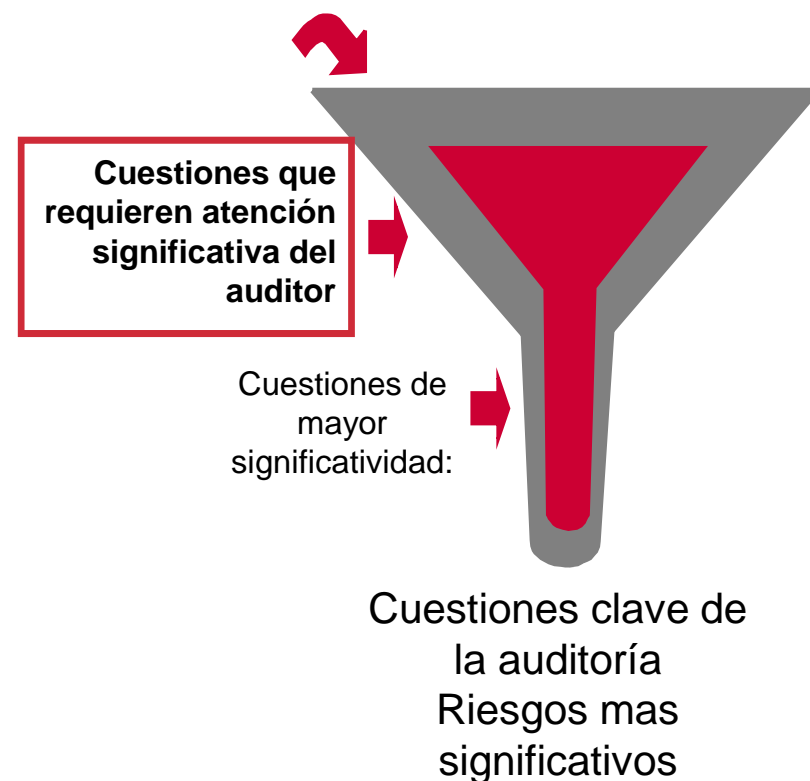 Cuestiones que
requieren atención
significativa del
auditor
Cuestiones de
mayor
significatividad:
Cuestiones clave de
la auditoría
Riesgos mas
significativos